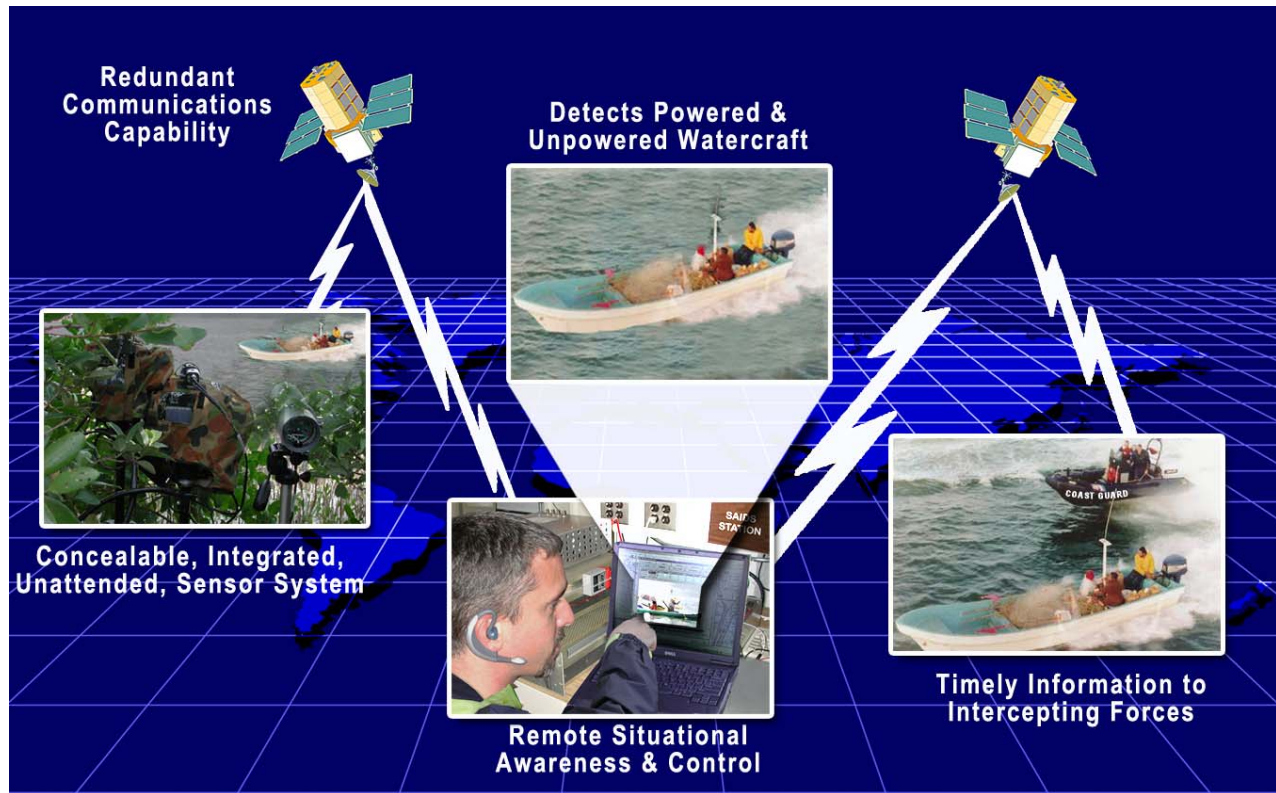 Redundant
Communications
Capability
Detects Powered &
Unpowered Watercraft
Concealable, Integrated,
Unattended, Sensor System
SAIDS
STATION
COAST GUARD
Remote Situational
Awareness & Control
Timely Information to
Intercepting Forces